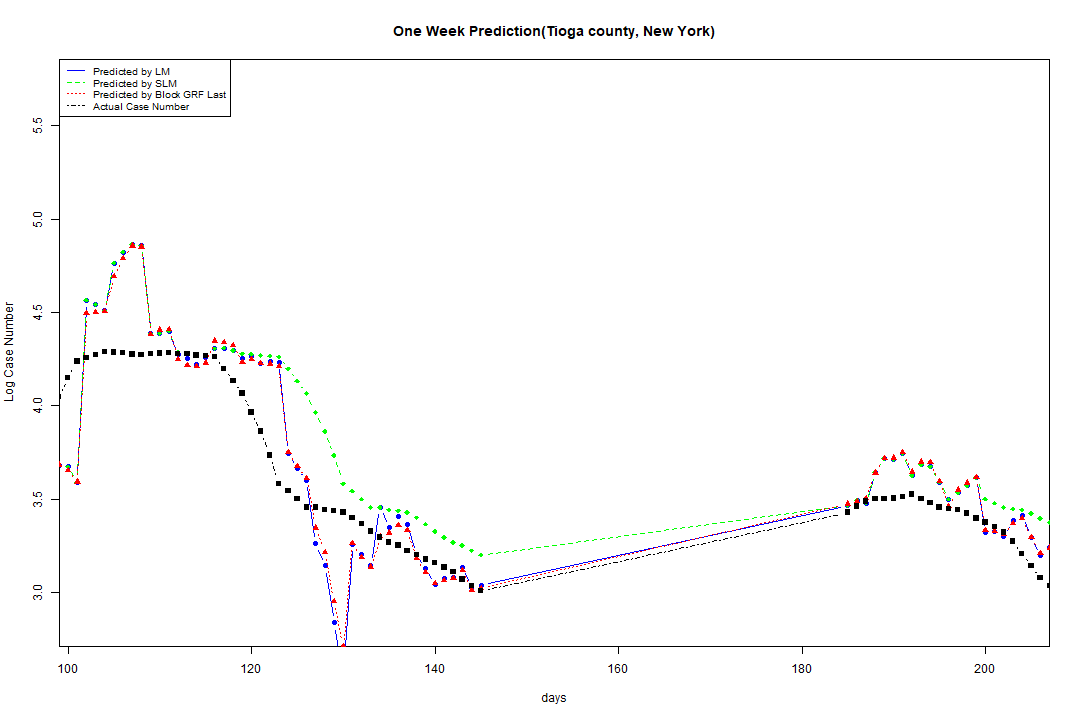 One Week Prediction(Tioga county, New York)
Predicted by LM
Predicted by SLM
Predicted by Block GRF Last
Actual Case Number
5.5
5.0
4.5
4.0
3.5
3.0
Log Case Number
100 120 140 160 180 200
days